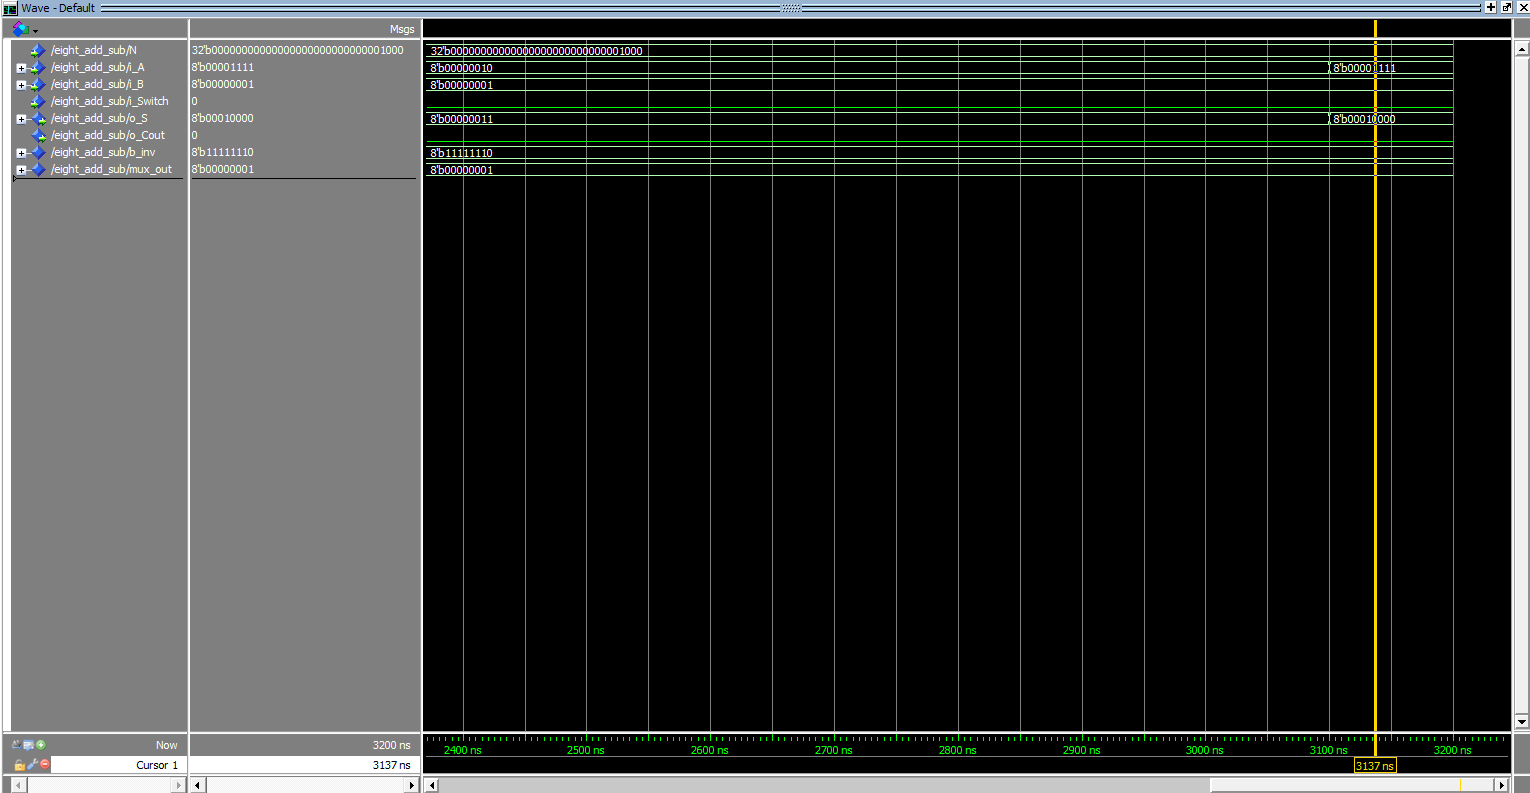 Wave - Default
Msgs
/eight_add_sub/N 32'b00000000000000000000000000001000 32'b00000000000000000000000000001000
/eight_add_sub/i_A 8'b00001111 8'b00000010 8'b00001111
/eight_add_sub/i_B 8'b00000001 8'b00000001
/eight_add_sub/i_Switch 0
/eight_add_sub/o_S 8'b00010000 8'b00000011 8'b00010000
/eight_add_sub/o_Cout 0
/eight_add_sub/b_inv 8'b11111110 8'b11111110
/eight_add_sub/mux_out 8'b00000001 8'b00000001
Now 3200 ns 2400 ns 2500 ns 2600 ns 2700 ns 2800 ns 2900 ns 3000 ns 3100 ns 3200 ns
Cursor 1 3137 ns 3137 ns